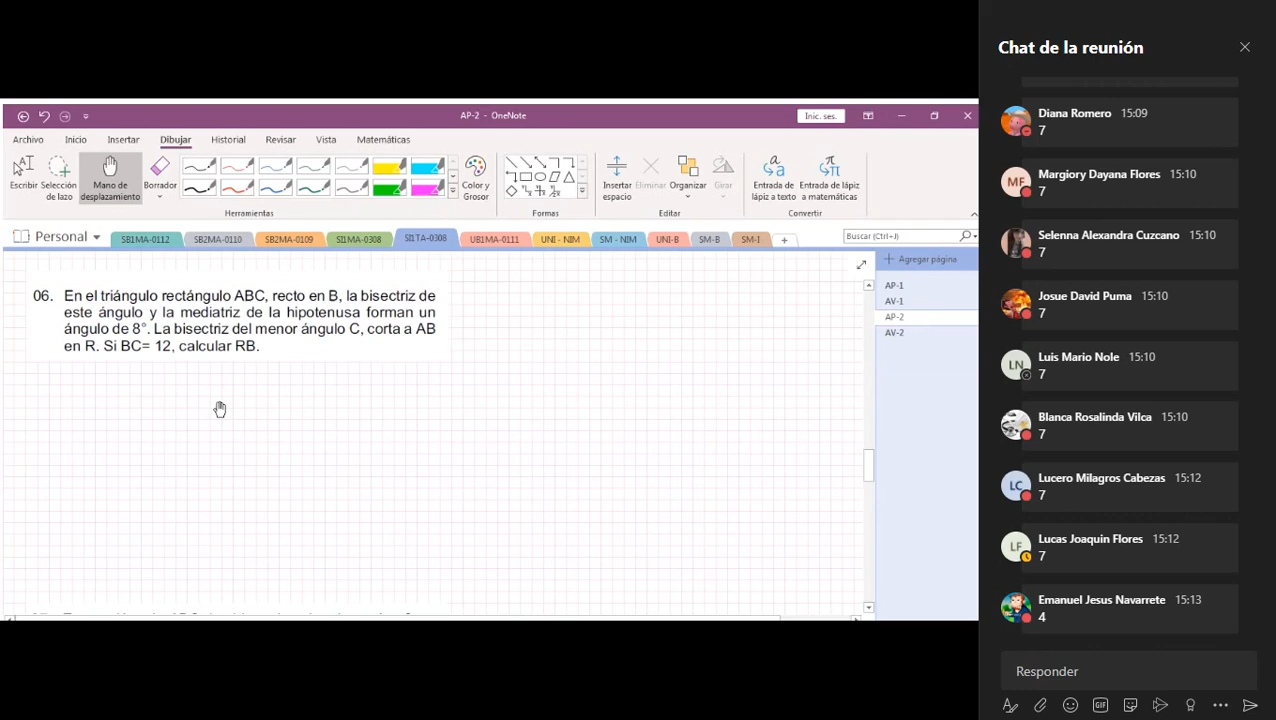 AP-2 - OneNote
Inic. ses.
Archivo Inicio Insertar Dibujar Historial Revisar Vista Matemáticas
Escribir Selección de lazo Mano de desplazamiento Borrador Color y Grosor Insertar espacio Eliminar Organizar Girar Entrada de lápiz a texto Entrada de lápiz a matemáticas
Herramientas Formas Editar Convertir
Personal SB1MA-0112 SB2MA-0110 SB2MA-0109 SI1MA-0308 SI1TA-0308 UB1MA-0111 UNI - NIM SM - NIM UNI-B SM-B SM-I Buscar (Ctrl+J)
Agregar página
AP-1
AV-1
AP-2
AV-2
06. En el triángulo rectángulo ABC, recto en B, la bisectriz de
este ángulo y la mediatriz de la hipotenusa forman un
ángulo de 8°. La bisectriz del menor ángulo C, corta a AB
en R. Si BC= 12, calcular RB.
Chat de la reunión
Diana Romero 15:09
7
MF Margiory Dayana Flores 15:10
7
Selenna Alexandra Cuzcano 15:10
7
Josue David Puma 15:10
7
LN Luis Mario Nole 15:10
7
Blanca Rosalinda Vilca 15:10
7
LC Lucero Milagros Cabezas 15:12
7
LF Lucas Joaquin Flores 15:12
7
Emanuel Jesus Navarrete 15:13
4
Responder